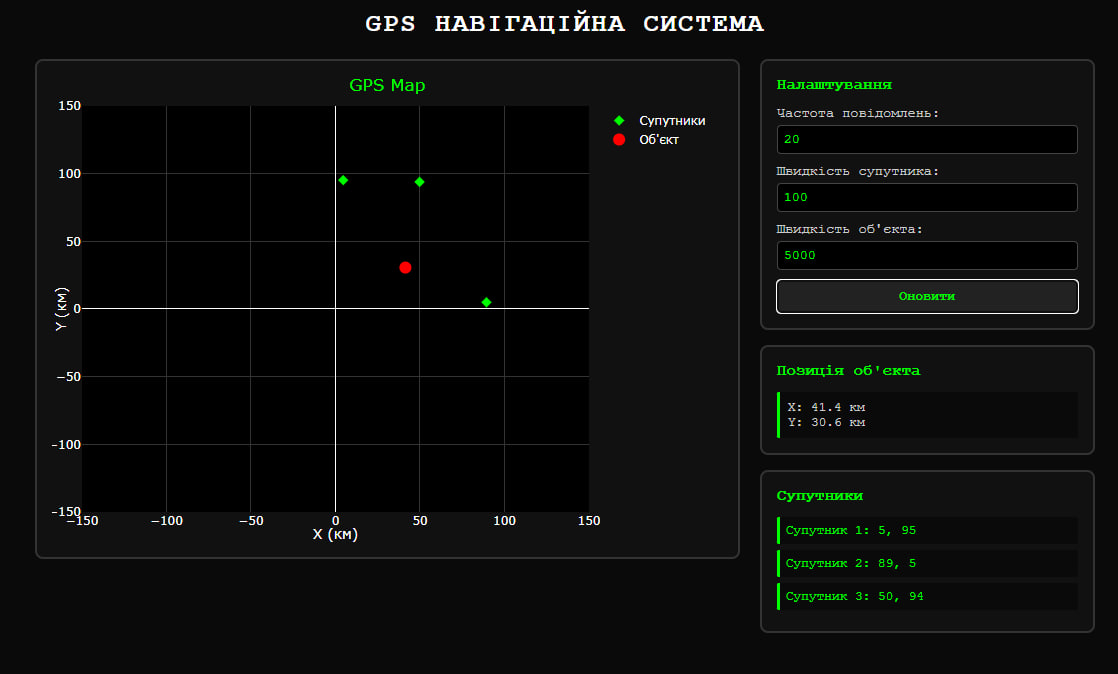 GPS НАВІГАЦІЙНА СИСТЕМА
GPS Map
150
100
50
0
−50
−100
−150
Y (км)
−150
−100
−50
0
50
100
150
X (км)
Супутники
Об'єкт
Налаштування
Частота повідомлень:
20
Швидкість супутника:
100
Швидкість об'єкта:
5000
Оновити
Позиція об'єкта
X: 41.4 км
Y: 30.6 км
Супутники
Супутник 1: 5, 95
Супутник 2: 89, 5
Супутник 3: 50, 94